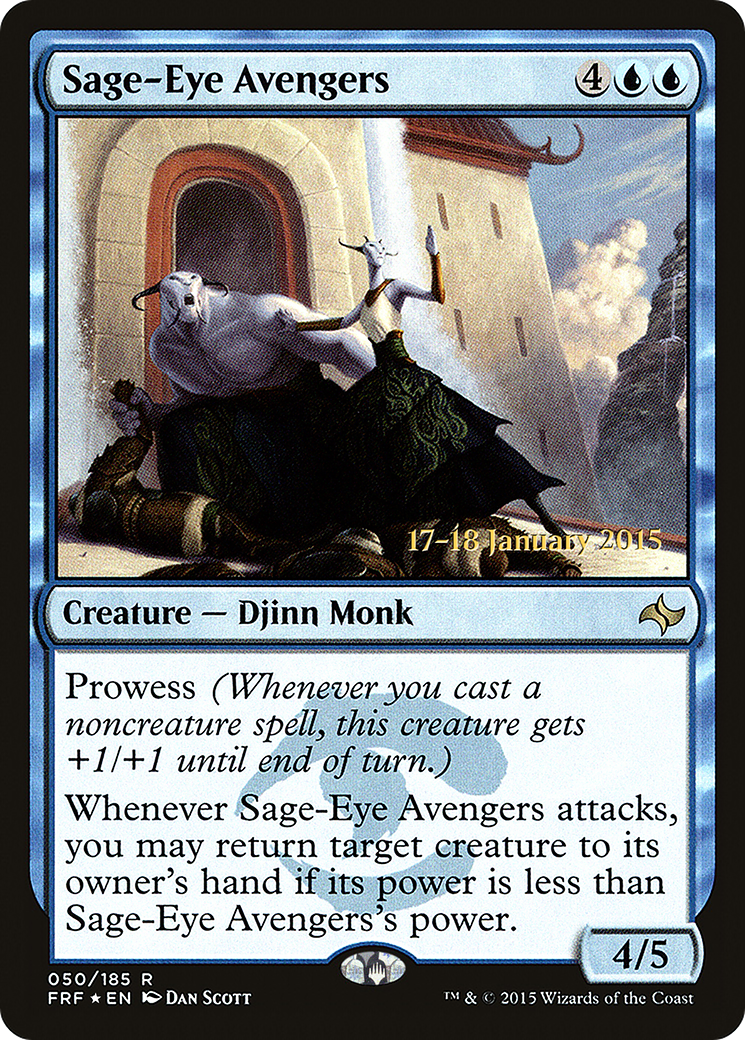 Sage-Eye Avengers 4
17–18 January 2015
Creature — Djinn Monk
Prowess (Whenever you cast a
noncreature spell, this creature gets
+1/+1 until end of turn.)
Whenever Sage-Eye Avengers attacks,
you may return target creature to its
owner's hand if its power is less than
Sage-Eye Avengers's power.
4/5
050/185 R
FRF ★ EN Dan Scott
™ & © 2015 Wizards of the Coast